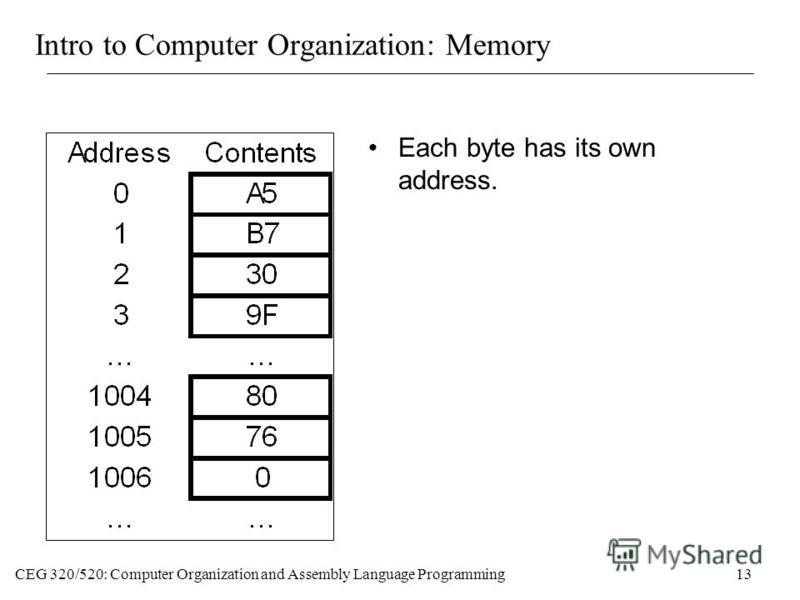 Intro to Computer Organization: Memory
Address Contents
0 A5
1 B7
2 30
3 9F
... ...
1004 80
1005 76
1006 0
... ...
• Each byte has its own
address.
MyShared
CEG 320/520: Computer Organization and Assembly Language Programming 13